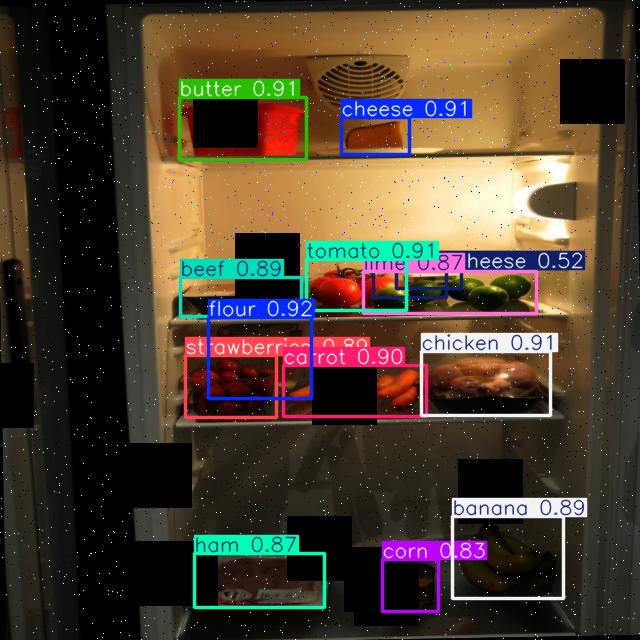 butter 0.91
cheese 0.91
tomato 0.91
lime 0.87
heese 0.52
beef 0.89
flour 0.92
strawberries 0.89
carrot 0.90
chicken 0.91
banana 0.89
ham 0.87
corn 0.83